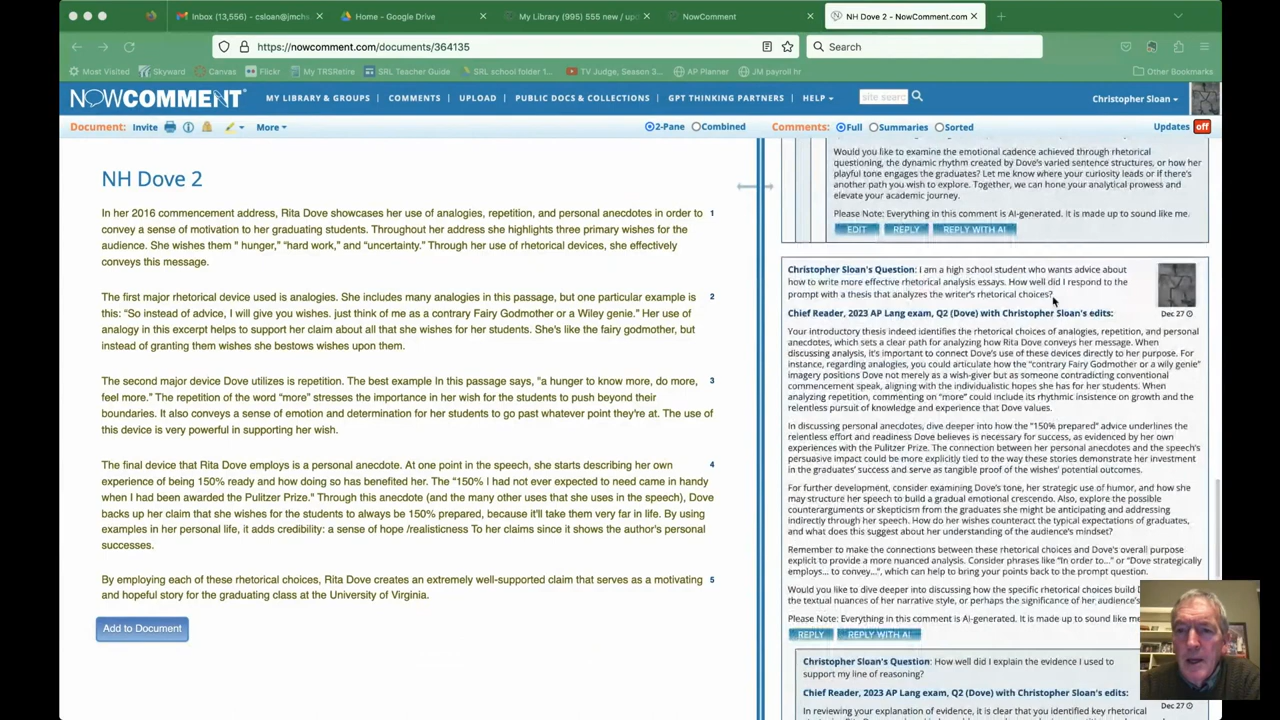 Inbox (13,556) - csloan@jmchs
Home - Google Drive
My Library (995) 555 new / up
NowComment
NH Dove 2 - NowComment.com
https://nowcomment.com/documents/364135
Search
Most Visited
Skyward
Canvas
Flickr
My TRSRetire
SRL Teacher Guide
SRL school folder 1...
TV Judge, Season 3...
AP Planner
JM payroll hr
Other Bookmarks
NOWCOMMENT
MY LIBRARY & GROUPS
COMMENTS
UPLOAD
PUBLIC DOCS & COLLECTIONS
GPT THINKING PARTNERS
HELP
site searc
Christopher Sloan
Document: Invite
More
2-Pane
Combined
Comments:
Full
Summaries
Sorted
Updates off
NH Dove 2
In her 2016 commencement address, Rita Dove showcases her use of analogies, repetition, and personal anecdotes in order to 1
convey a sense of motivation to her graduating students. Throughout her address she highlights three primary wishes for the
audience. She wishes them " hunger," “hard work,” and “uncertainty.” Through her use of rhetorical devices, she effectively
conveys this message.
The first major rhetorical device used is analogies. She includes many analogies in this passage, but one particular example is 2
this: “So instead of advice, I will give you wishes. just think of me as a contrary Fairy Godmother or a Wiley genie.” Her use of
analogy in this excerpt helps to support her claim about all that she wishes for her students. She's like the fairy godmother, but
instead of granting them wishes she bestows wishes upon them.
The second major device Dove utilizes is repetition. The best example In this passage says, "a hunger to know more, do more, 3
feel more.” The repetition of the word “more” stresses the importance in her wish for the students to push beyond their
boundaries. It also conveys a sense of emotion and determination for her students to go past whatever point they're at. The use of
this device is very powerful in supporting her wish.
The final device that Rita Dove employs is a personal anecdote. At one point in the speech, she starts describing her own 4
experience of being 150% ready and how doing so has benefited her. The “150% I had not ever expected to need came in handy
when I had been awarded the Pulitzer Prize.” Through this anecdote (and the many other uses that she uses in the speech), Dove
backs up her claim that she wishes for the students to always be 150% prepared, because it'll take them very far in life. By using
examples in her personal life, it adds credibility: a sense of hope /realisticness To her claims since it shows the author's personal
successes.
By employing each of these rhetorical choices, Rita Dove creates an extremely well-supported claim that serves as a motivating 5
and hopeful story for the graduating class at the University of Virginia.
Add to Document
Would you like to examine the emotional cadence achieved through rhetorical
questioning, the dynamic rhythm created by Dove's varied sentence structures, or how her
playful tone engages the graduates? Let me know where your curiosity leads or if there's
another path you wish to explore. Together, we can hone your analytical prowess and
elevate your academic journey.
Please Note: Everything in this comment is AI-generated. It is made up to sound like me.
EDIT REPLY REPLY WITH AI
Christopher Sloan's Question: I am a high school student who wants advice about
how to write more effective rhetorical analysis essays. How well did I respond to the
prompt with a thesis that analyzes the writer's rhetorical choices?
Chief Reader, 2023 AP Lang exam, Q2 (Dove) with Christopher Sloan's edits:
Dec 27
Your introductory thesis indeed identifies the rhetorical choices of analogies, repetition, and personal
anecdotes, which sets a clear path for analyzing how Rita Dove conveys her message. When
discussing analysis, it's important to connect Dove's use of these devices directly to her purpose. For
instance, regarding analogies, you could articulate how the “contrary Fairy Godmother or a wily genie”
imagery positions Dove not merely as a wish-giver but as someone contradicting conventional
commencement speak, aligning with the individualistic hopes she has for her students. When
analyzing repetition, commenting on “more” could include its rhythmic insistence on growth and the
relentless pursuit of knowledge and experience that Dove values.
In discussing personal anecdotes, dive deeper into how the “150% prepared” advice underlines the
relentless effort and readiness Dove believes is necessary for success, as evidenced by her own
experiences with the Pulitzer Prize. The connection between her personal anecdotes and the speech's
persuasive impact could be more explicitly tied to the way these stories demonstrate her investment
in the graduates' success and serve as tangible proof of the wishes' potential outcomes.
For further development, consider examining Dove's tone, her strategic use of humor, and how she
may structure her speech to build a gradual emotional crescendo. Also, explore the possible
counterarguments or skepticism from the graduates she might be anticipating and addressing
indirectly through her speech. How do her wishes counteract the typical expectations of graduates,
and what does this suggest about her understanding of the audience's mindset?
Remember to make the connections between these rhetorical choices and Dove's overall purpose
explicit to provide a more nuanced analysis. Consider phrases like “In order to...” or “Dove strategically
employs... to convey...”, which can help to bring your points back to the prompt question.
Would you like to dive deeper into discussing how the specific rhetorical choices build D
the textual nuances of her narrative style, or perhaps the significance of her audience's
Please Note: Everything in this comment is AI-generated. It is made up to sound like me
REPLY REPLY WITH AI
Christopher Sloan's Question: How well did I explain the evidence I used to
support my line of reasoning?
Chief Reader, 2023 AP Lang exam, Q2 (Dove) with Christopher Sloan's edits:
Dec 27
In reviewing your explanation of evidence, it is clear that you identified key rhetorical